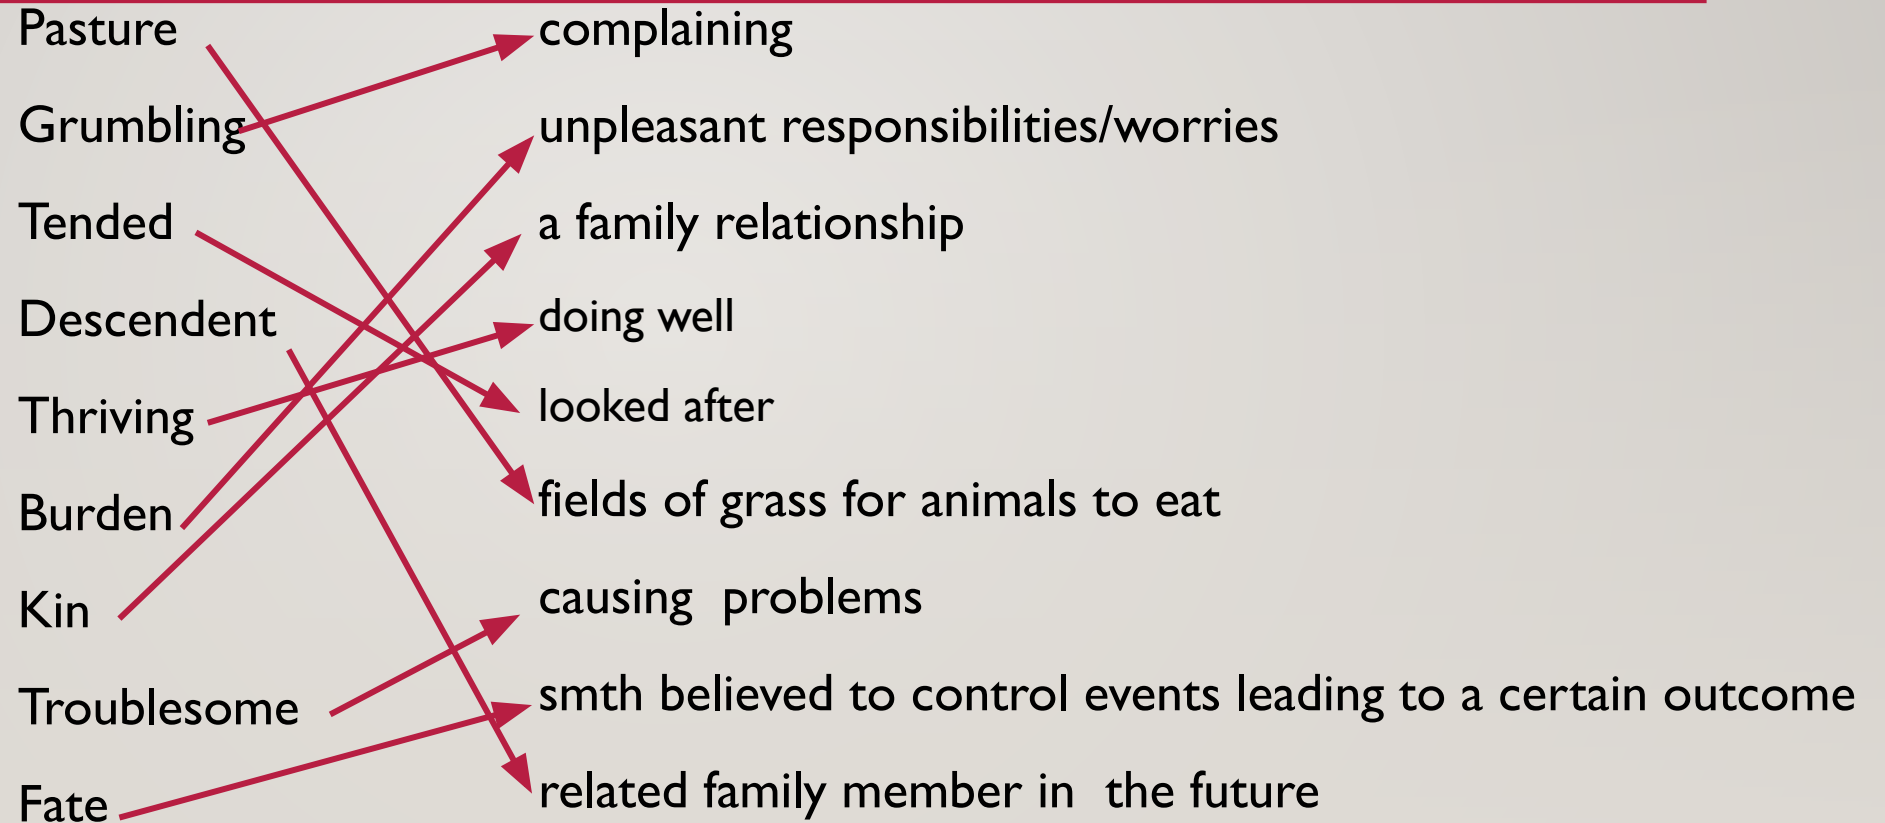 Pasture
Grumbling
Tended
Descendent
Thriving
Burden
Kin
Troublesome
Fate
complaining
unpleasant responsibilities/worries
a family relationship
doing well
looked after
fields of grass for animals to eat
causing problems
smth believed to control events leading to a certain outcome
related family member in the future